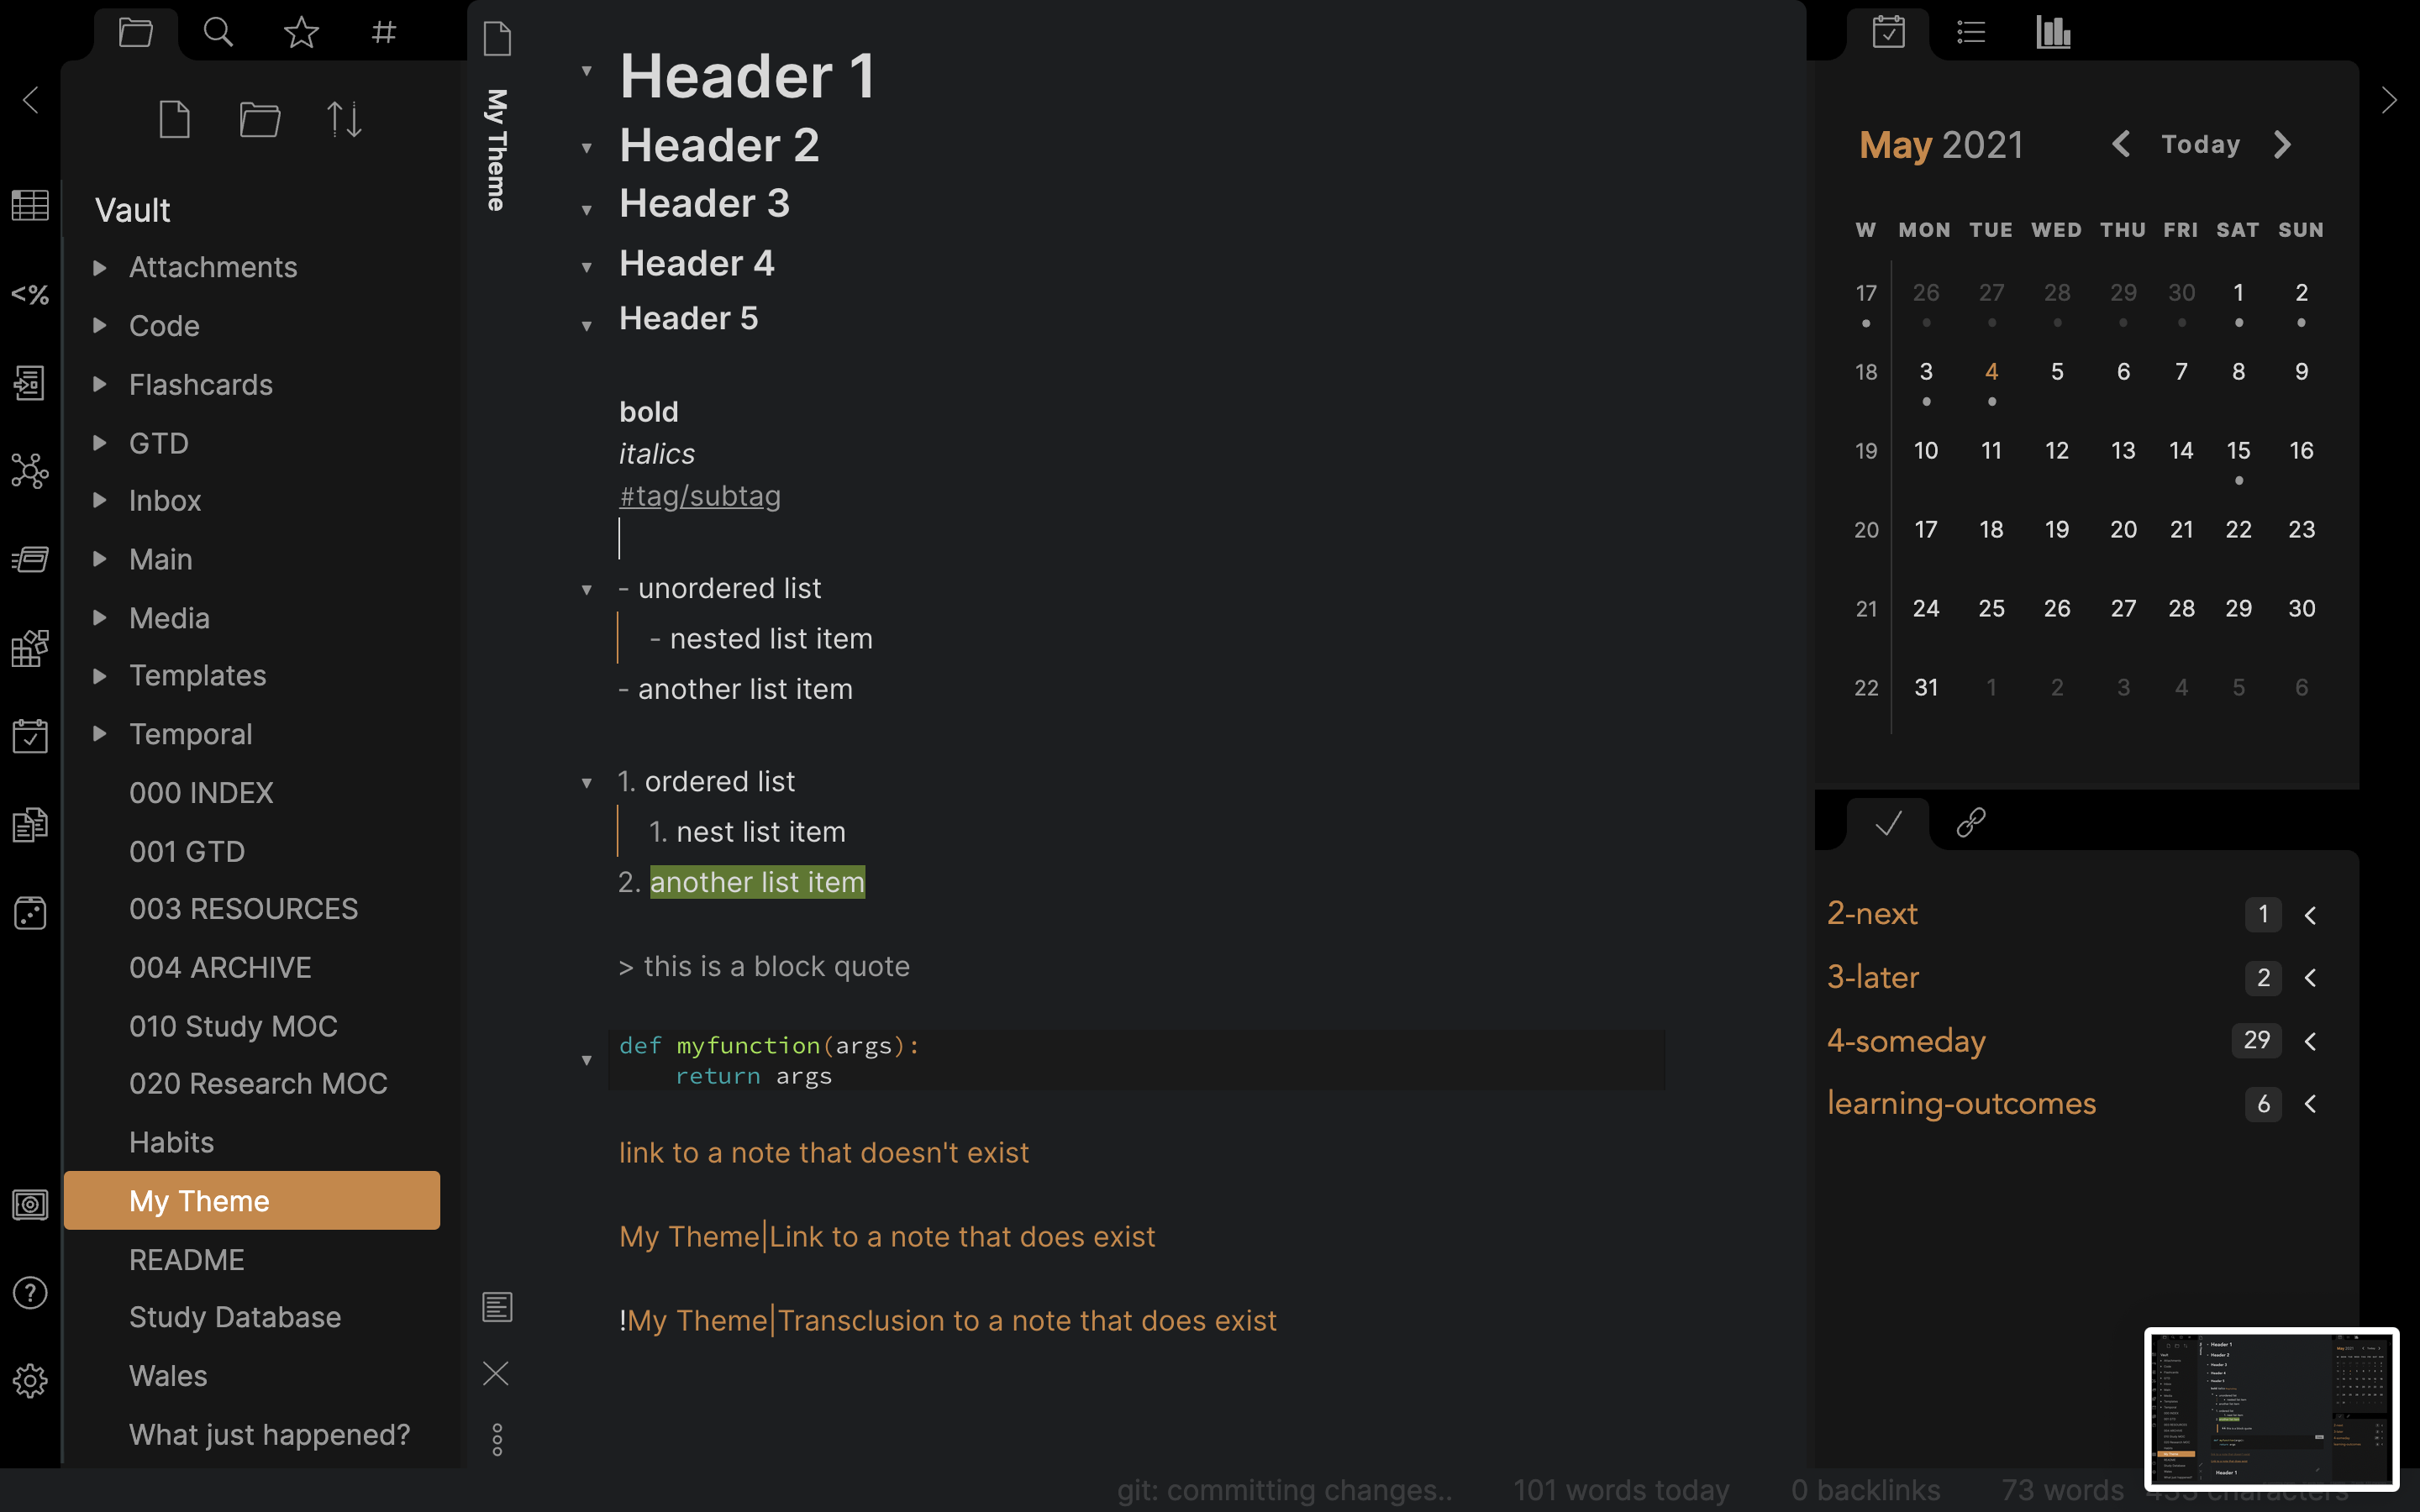 <%
Vault
Attachments
Code
Flashcards
GTD
Inbox
Main
Media
Templates
Temporal
000 INDEX
001 GTD
003 RESOURCES
004 ARCHIVE
010 Study MOC
020 Research MOC
Habits
My Theme
README
Study Database
Wales
What just happened?
My Theme
Header 1
Header 2
Header 3
Header 4
Header 5
bold
italics
#tag/subtag
- unordered list
- nested list item
- another list item
1. ordered list
1. nest list item
2. another list item
> this is a block quote
def myfunction(args):
return args
link to a note that doesn't exist
My Theme|Link to a note that does exist
!My Theme|Transclusion to a note that does exist
May 2021
Today
W MON TUE WED THU FRI SAT SUN
17 26 27 28 29 30 1 2
18 3 4 5 6 7 8 9
19 10 11 12 13 14 15 16
20 17 18 19 20 21 22 23
21 24 25 26 27 28 29 30
22 31 1 2 3 4 5 6
2-next 1
3-later 2
4-someday 29
learning-outcomes 6
git: committing changes.. 101 words today 0 backlinks 73 words characters